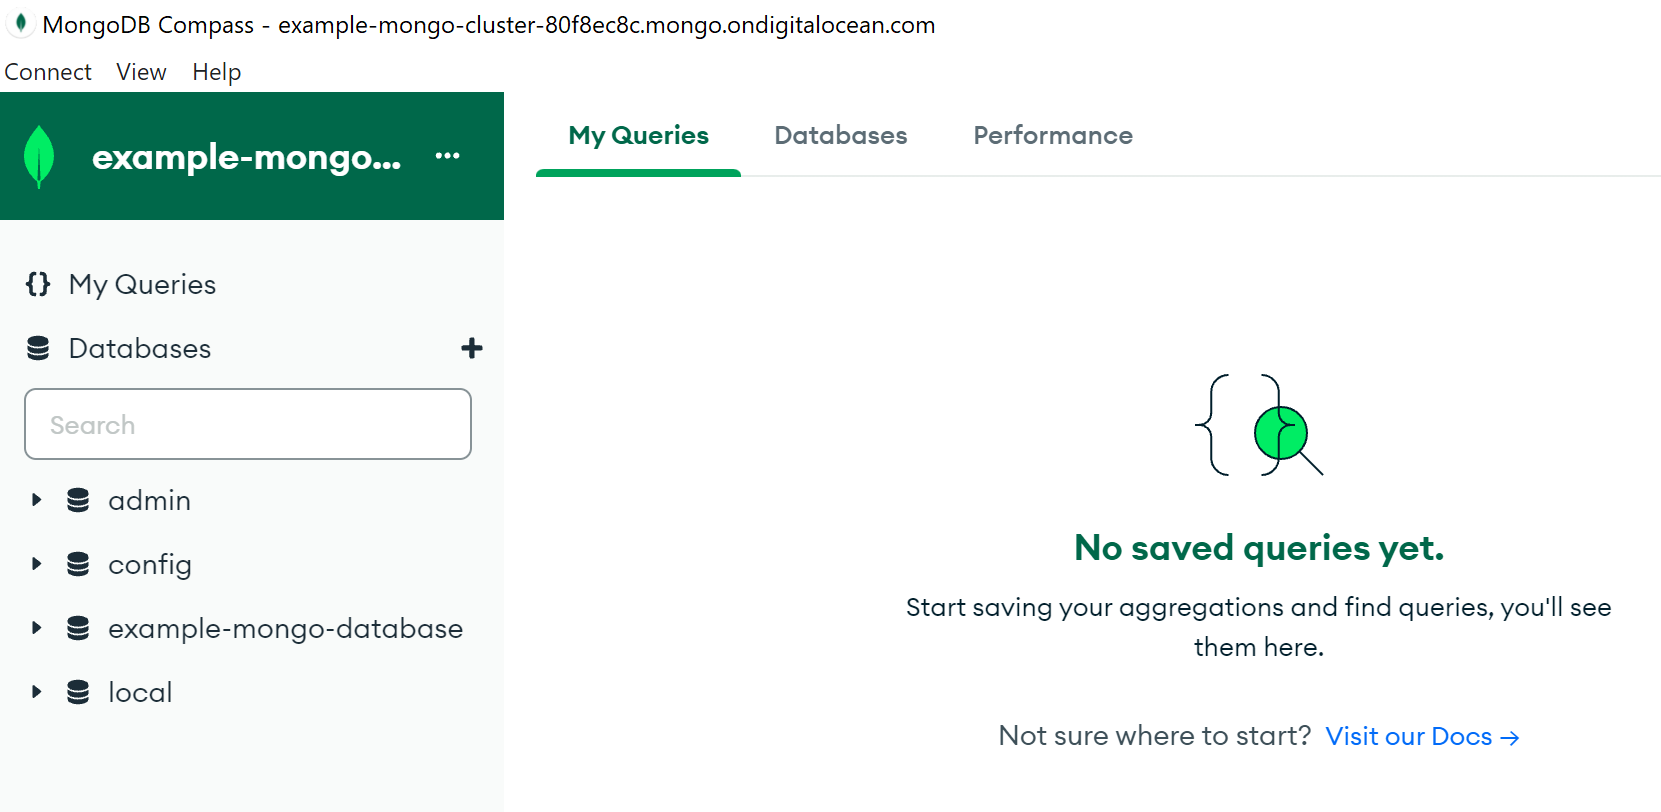 MongoDB Compass - example-mongo-cluster-80f8ec8c.mongo.ondigitalocean.com
Connect View Help
example-mongo... ...
My Queries Databases Performance
{} My Queries
Databases +
Search
admin
config
example-mongo-database
local
No saved queries yet.
Start saving your aggregations and find queries, you'll see
them here.
Not sure where to start? Visit our Docs →